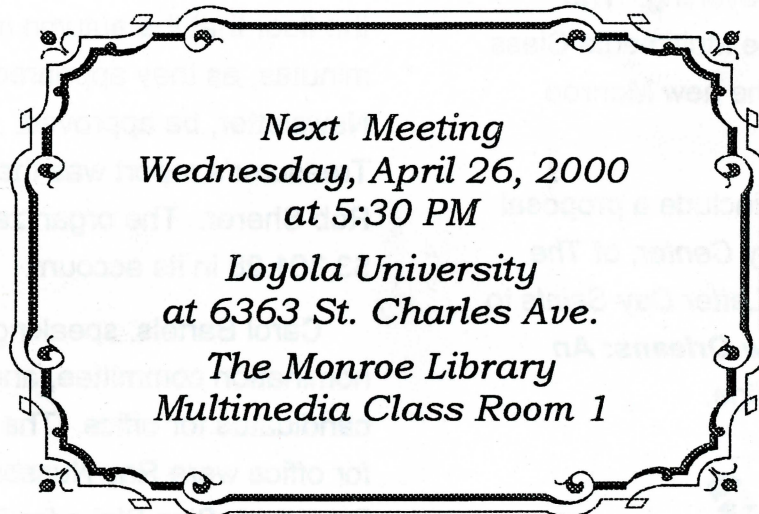 Next Meeting
Wednesday, April 26, 2000
at 5:30 PM
Loyola University
at 6363 St. Charles Ave.
The Monroe Library
Multimedia Class Room 1